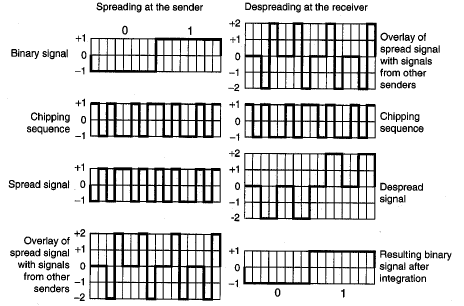 Spreading at the sender
Despreading at the receiver
0 1
Binary signal
+1
0
−1
+2
+1
0
−1
−2
Overlay of
spread signal
with signals
from other
senders
Chipping
sequence
+1
0
−1
+1
0
−1
Chipping
sequence
Spread signal
+1
0
−1
+2
+1
0
-1
-2
Despread
signal
Overlay of
spread signal
with signals
from other
senders
+2
+1
0
−1
−2
+1
0
−1
0 1
Resulting binary
signal after
integration